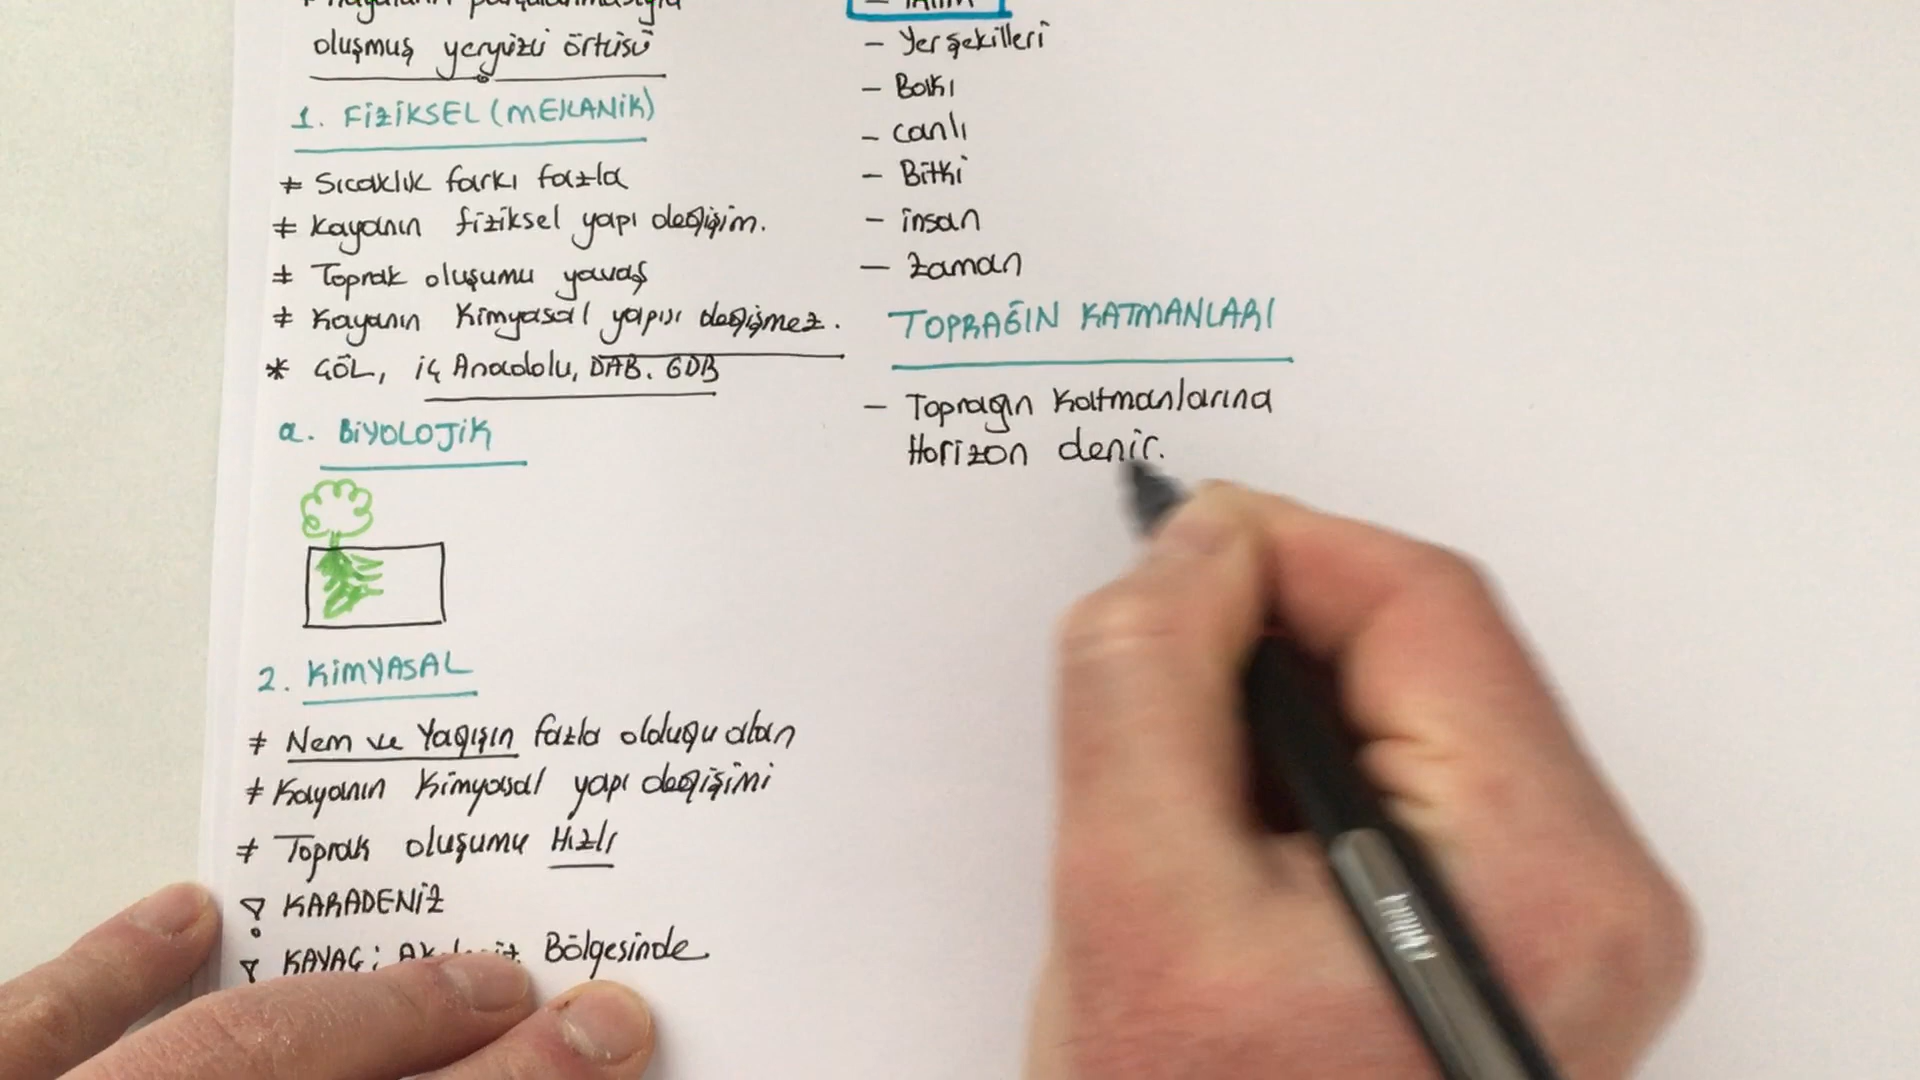 oluşmuş yeryüzü örtüsü
1. FİZİKSEL (MEKANİK)
* Sıcaklık farkı fazla
* Kayanın fiziksel yapı değişim.
* Toprak oluşumu yavaş
* Kayanın Kimyasal yapısı değişmez.
* GÖL, iç Anadolu, DAB. GDB
a. BİYOLOJİK
2. KİMYASAL
* Nem ve Yağışın fazla olduğu alan
* Kayanın Kimyasal yapı değişimi
* Toprak oluşumu Hızlı
KARADENİZ
KAYAÇ: Bölgesinde
- Yerşekilleri
- Bakı
- canlı
- Bitki
- insan
- Zaman
TOPRAĞIN KATMANLARI
- Toprağın Katmanlarına
Horizon denir.